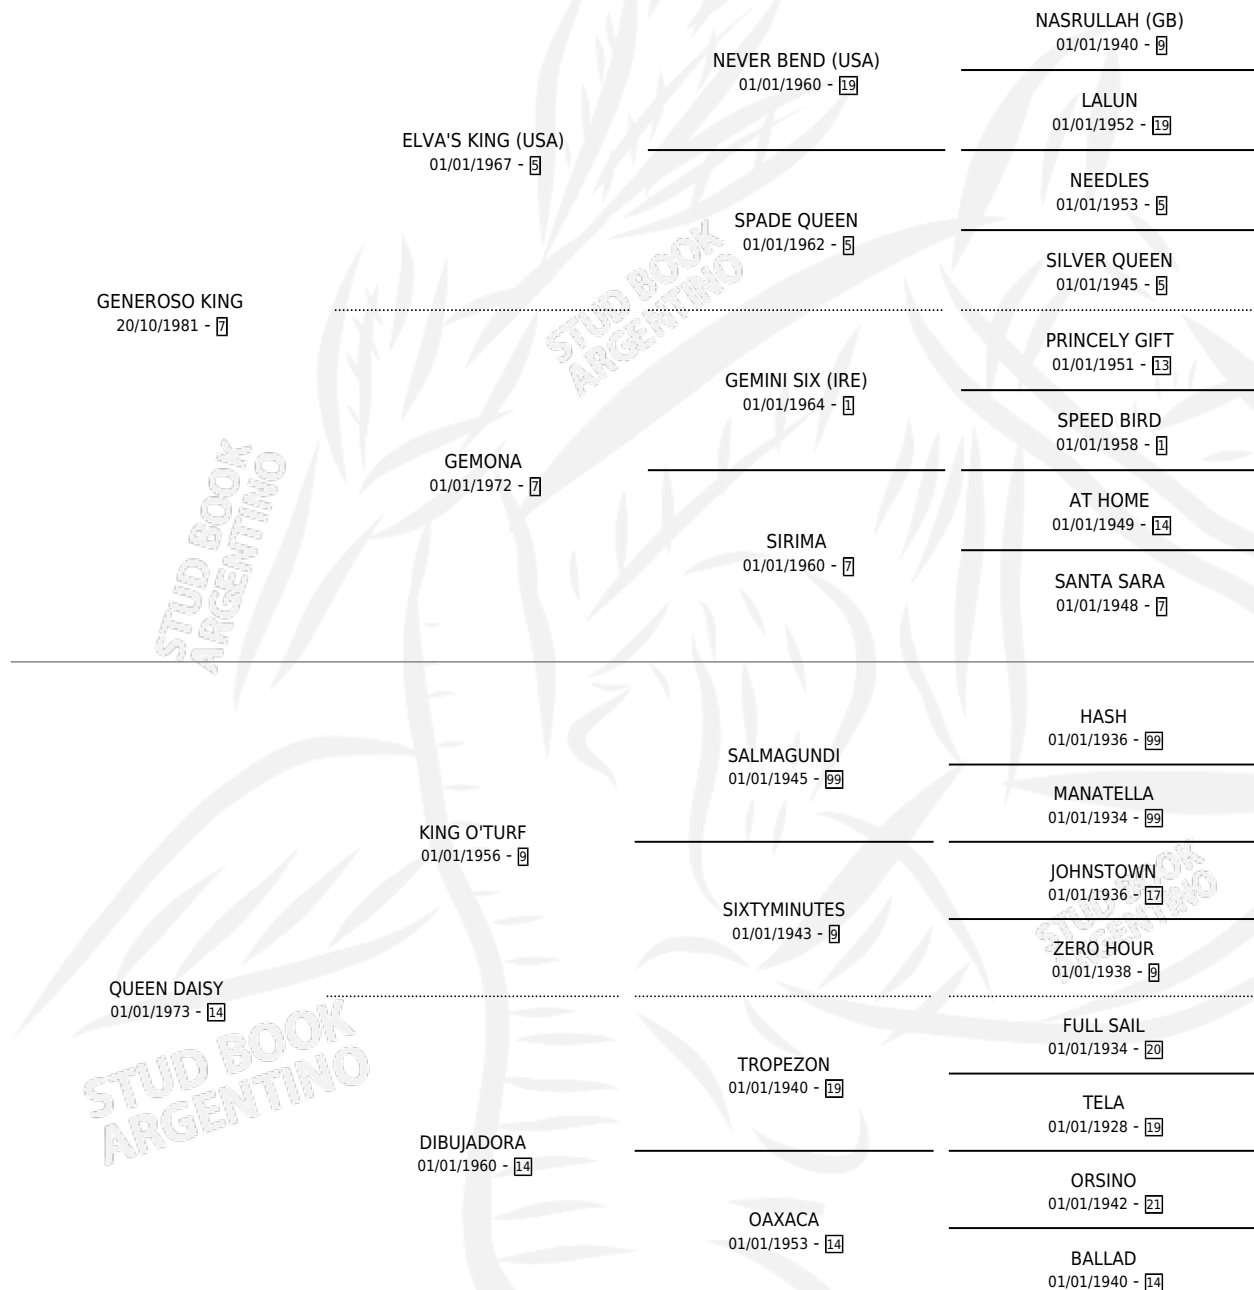 NASRULLAH (GB)
01/01/1940 - 9
NEVER BEND (USA)
01/01/1960 - 19
LALUN
01/01/1952 - 19
ELVA'S KING (USA)
01/01/1967 - 5
NEEDLES
01/01/1953 - 5
SPADE QUEEN
01/01/1962 - 5
SILVER QUEEN
01/01/1945 - 5
GENEROSO KING
20/10/1981 - 7
PRINCELY GIFT
01/01/1951 - 13
GEMINI SIX (IRE)
01/01/1964 - 1
SPEED BIRD
01/01/1958 - 1
GEMONA
01/01/1972 - 7
AT HOME
01/01/1949 - 14
SIRIMA
01/01/1960 - 7
SANTA SARA
01/01/1948 - 7
STUD BOOK
ARGENTINO
STUD BOOK
ARGENTINO
HASH
01/01/1936 - 99
SALMAGUNDI
01/01/1945 - 99
MANATELLA
01/01/1934 - 99
KING O'TURF
01/01/1956 - 9
JOHNSTOWN
01/01/1936 - 17
SIXTYMINUTES
01/01/1943 - 9
ZERO HOUR
01/01/1938 - 9
QUEEN DAISY
01/01/1973 - 14
FULL SAIL
01/01/1934 - 20
TROPEZON
01/01/1940 - 19
TELA
01/01/1928 - 19
DIBUJADORA
01/01/1960 - 14
ORSINO
01/01/1942 - 21
OAXACA
01/01/1953 - 14
BALLAD
01/01/1940 - 14
STUD BOOK
ARGENTINO
STUD BOOK
ARGENTINO